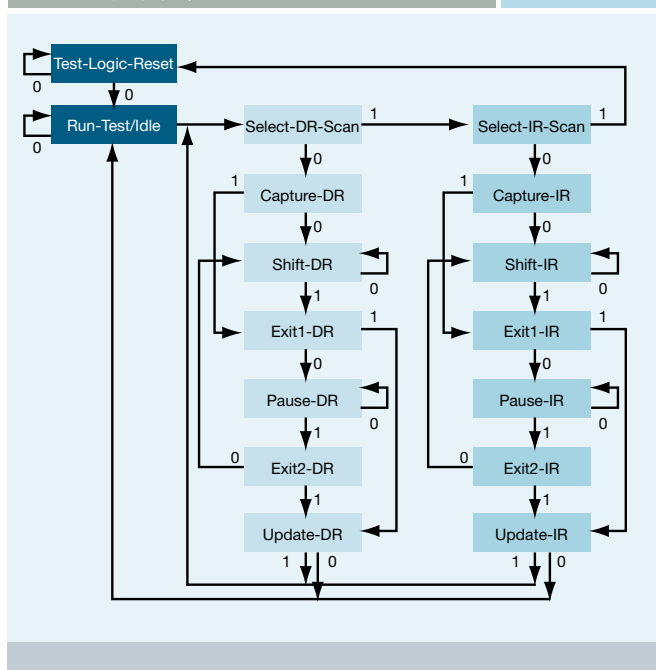 Test-Logic-Reset
0
0
Run-Test/Idle
0
Select-DR-Scan
1
Select-IR-Scan
1
0
0
1
Capture-DR
1
Capture-IR
0
0
Shift-DR
0
Shift-IR
0
1
1
Exit1-DR
1
Exit1-IR
1
0
0
Pause-DR
0
Pause-IR
0
1
1
0
Exit2-DR
0
Exit2-IR
1
1
Update-DR
Update-IR
1
0
1
0